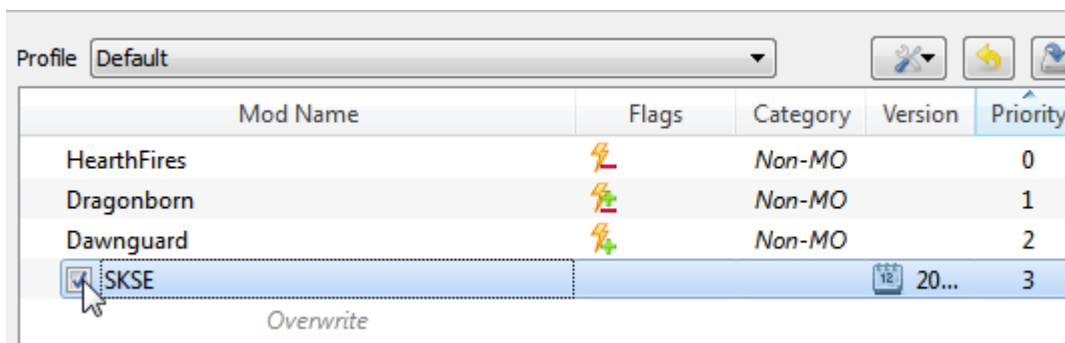 Profile Default
Mod Name Flags Category Version Priority
HearthFires Non-MO 0
Dragonborn Non-MO 1
Dawnguard Non-MO 2
SKSE 12 20... 3
Overwrite